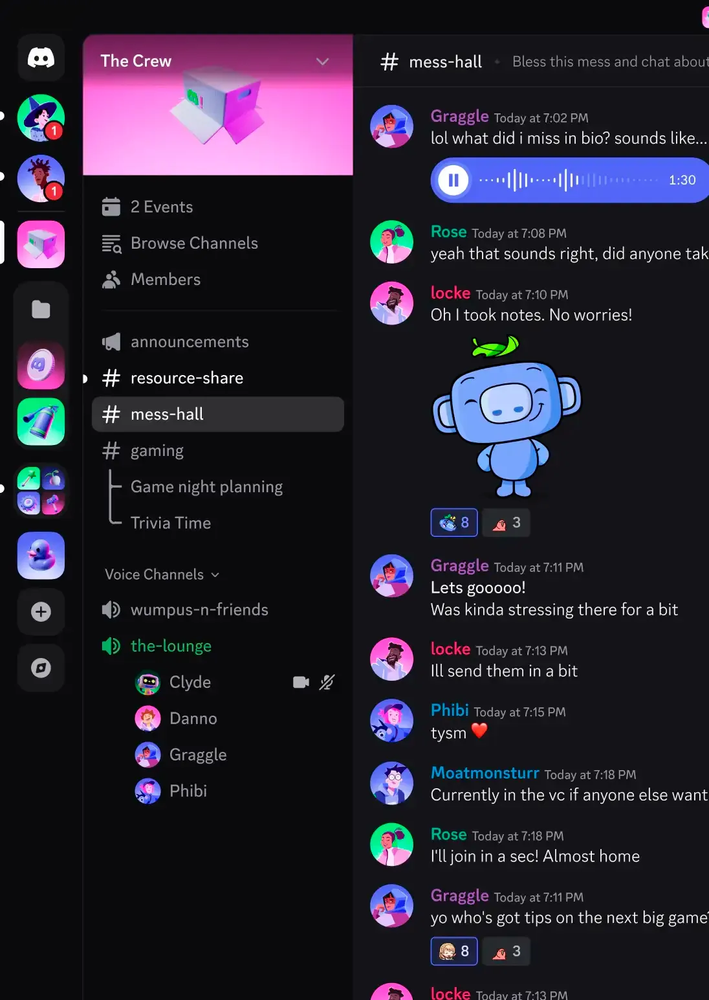 The Crew
1
1
2 Events
Browse Channels
Members
announcements
resource-share
mess-hall
gaming
Game night planning
Trivia Time
Voice Channels
wumpus-n-friends
the-lounge
Clyde
Danno
Graggle
Phibi
# mess-hall • Bless this mess and chat about
Graggle Today at 7:02 PM
lol what did i miss in bio? sounds like...
1:30
Rose Today at 7:08 PM
yeah that sounds right, did anyone tak
locke Today at 7:10 PM
Oh I took notes. No worries!
8 3
Graggle Today at 7:11 PM
Lets gooooo!
Was kinda stressing there for a bit
locke Today at 7:13 PM
Ill send them in a bit
Phibi Today at 7:15 PM
tysm ❤️
Moatmonsturr Today at 7:18 PM
Currently in the vc if anyone else want
Rose Today at 7:18 PM
I'll join in a sec! Almost home
Graggle Today at 7:11 PM
yo who's got tips on the next big game?
8 3
locke Today at 7:13 PM